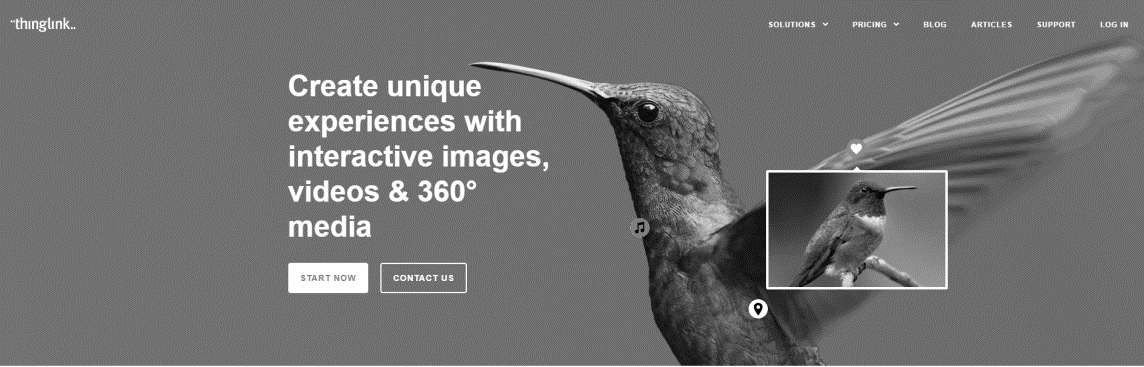 thinglink..
SOLUTIONS
PRICING
BLOG
ARTICLES
SUPPORT
LOG IN
Create unique
experiences with
interactive images,
videos & 360°
media
START NOW
CONTACT US